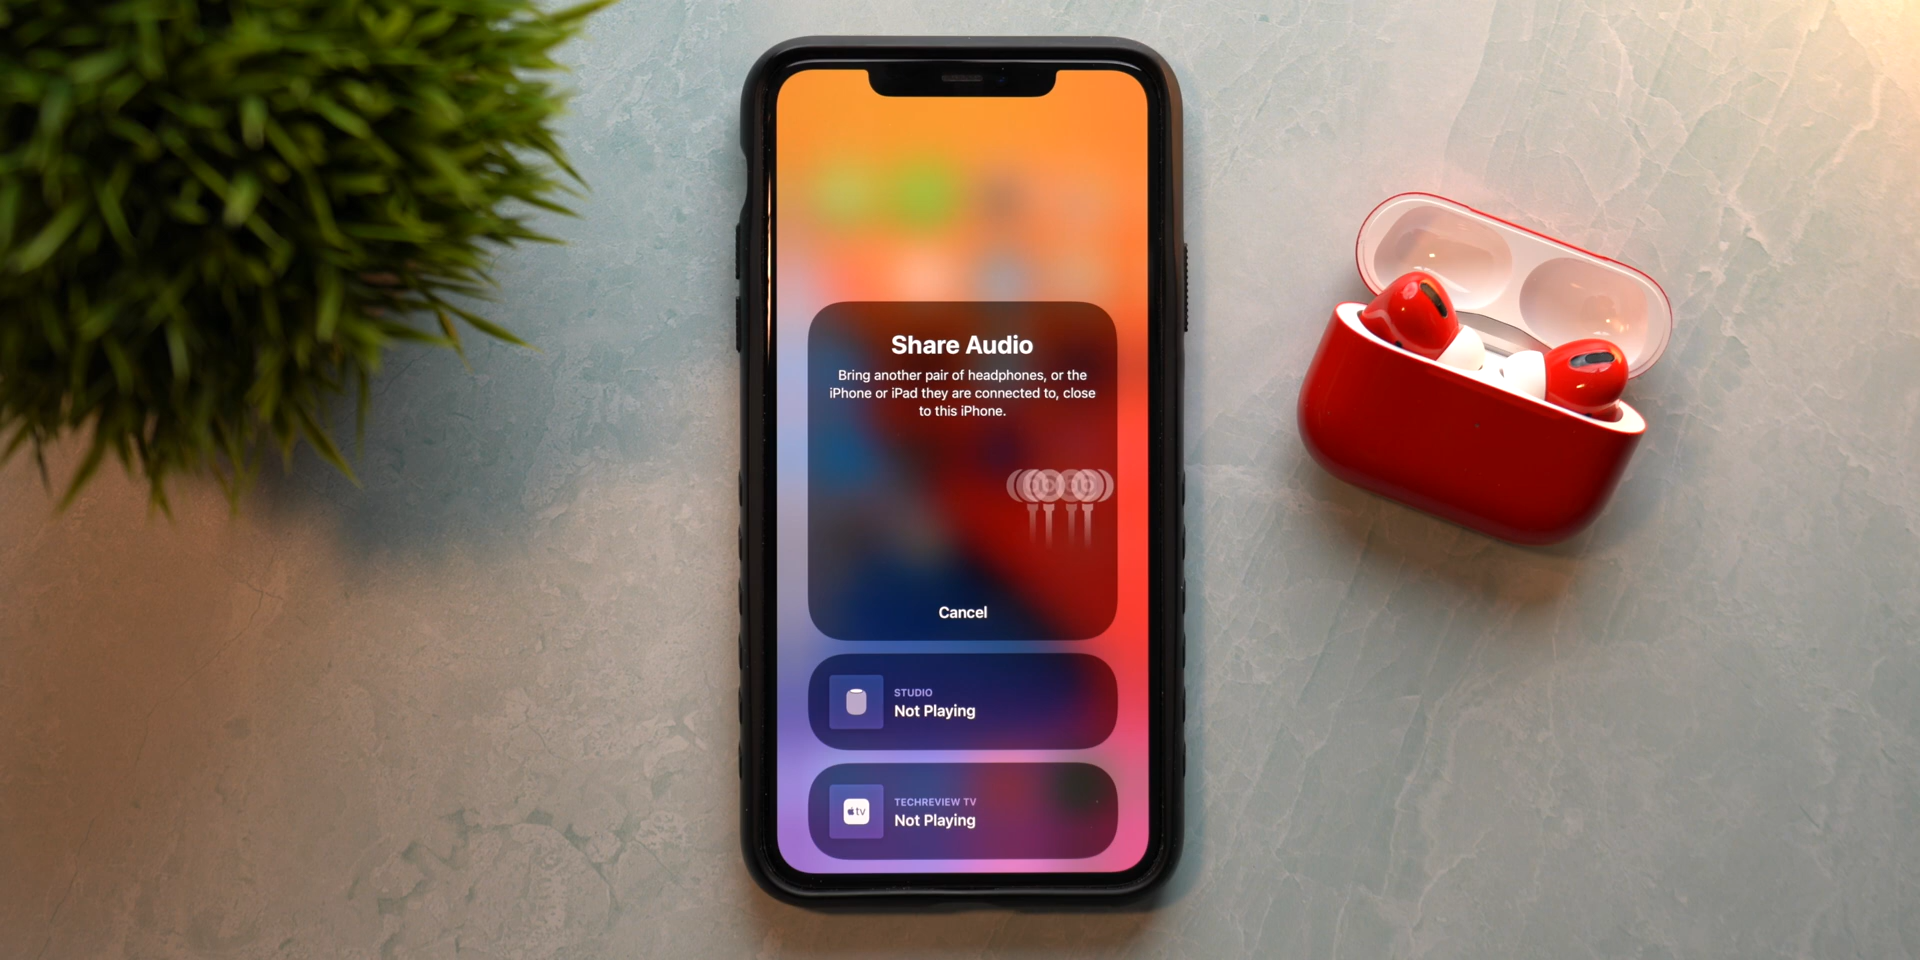 Share Audio
Bring another pair of headphones, or the
iPhone or iPad they are connected to, close
to this iPhone.
Cancel
STUDIO
Not Playing
tv
TECHREVIEW TV
Not Playing